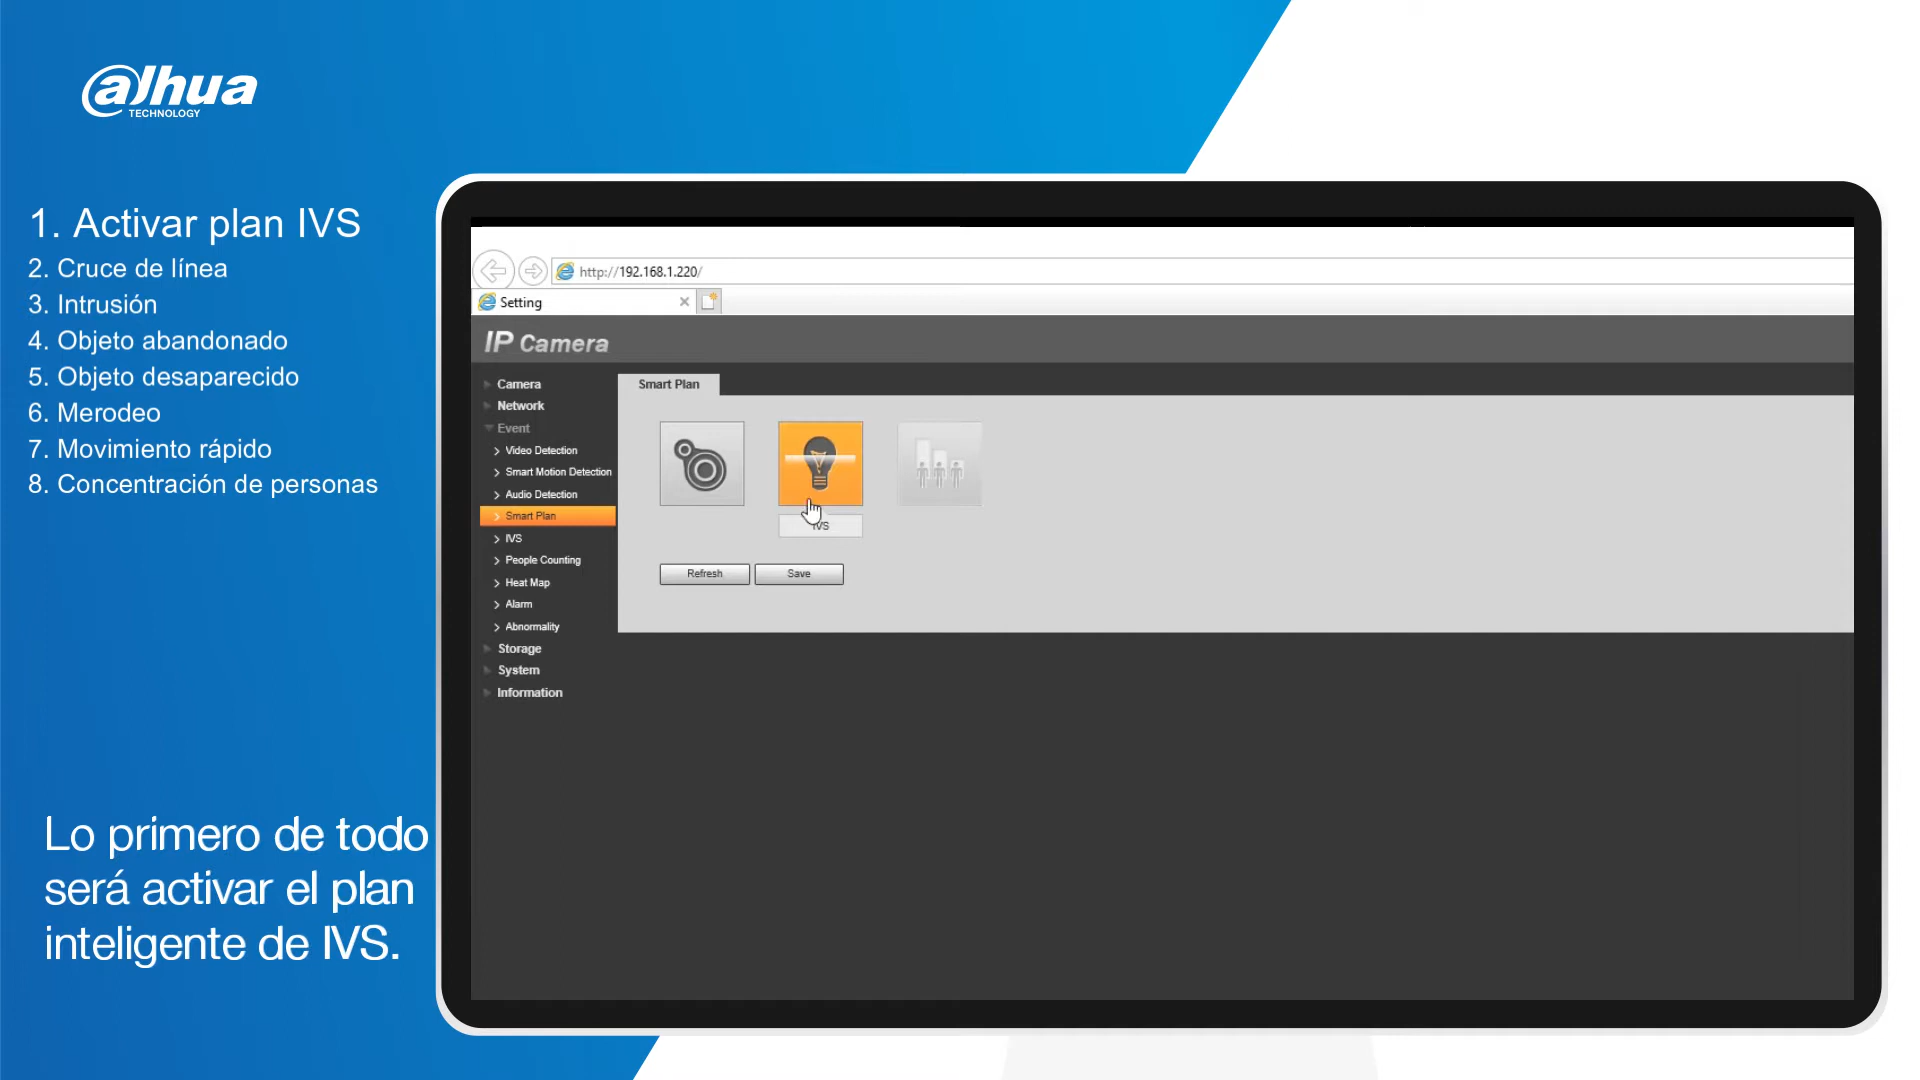 alhua
TECHNOLOGY
1. Activar plan IVS
2. Cruce de línea
3. Intrusión
4. Objeto abandonado
5. Objeto desaparecido
6. Merodeo
7. Movimiento rápido
8. Concentración de personas
Lo primero de todo
será activar el plan
inteligente de IVS.
http://192.168.1.220/
Setting
IP Camera
Camera
Network
Event
Video Detection
Smart Motion Detection
Audio Detection
Smart Plan
IVS
People Counting
Heat Map
Alarm
Abnormality
Storage
System
Information
Smart Plan
IVS
Refresh
Save